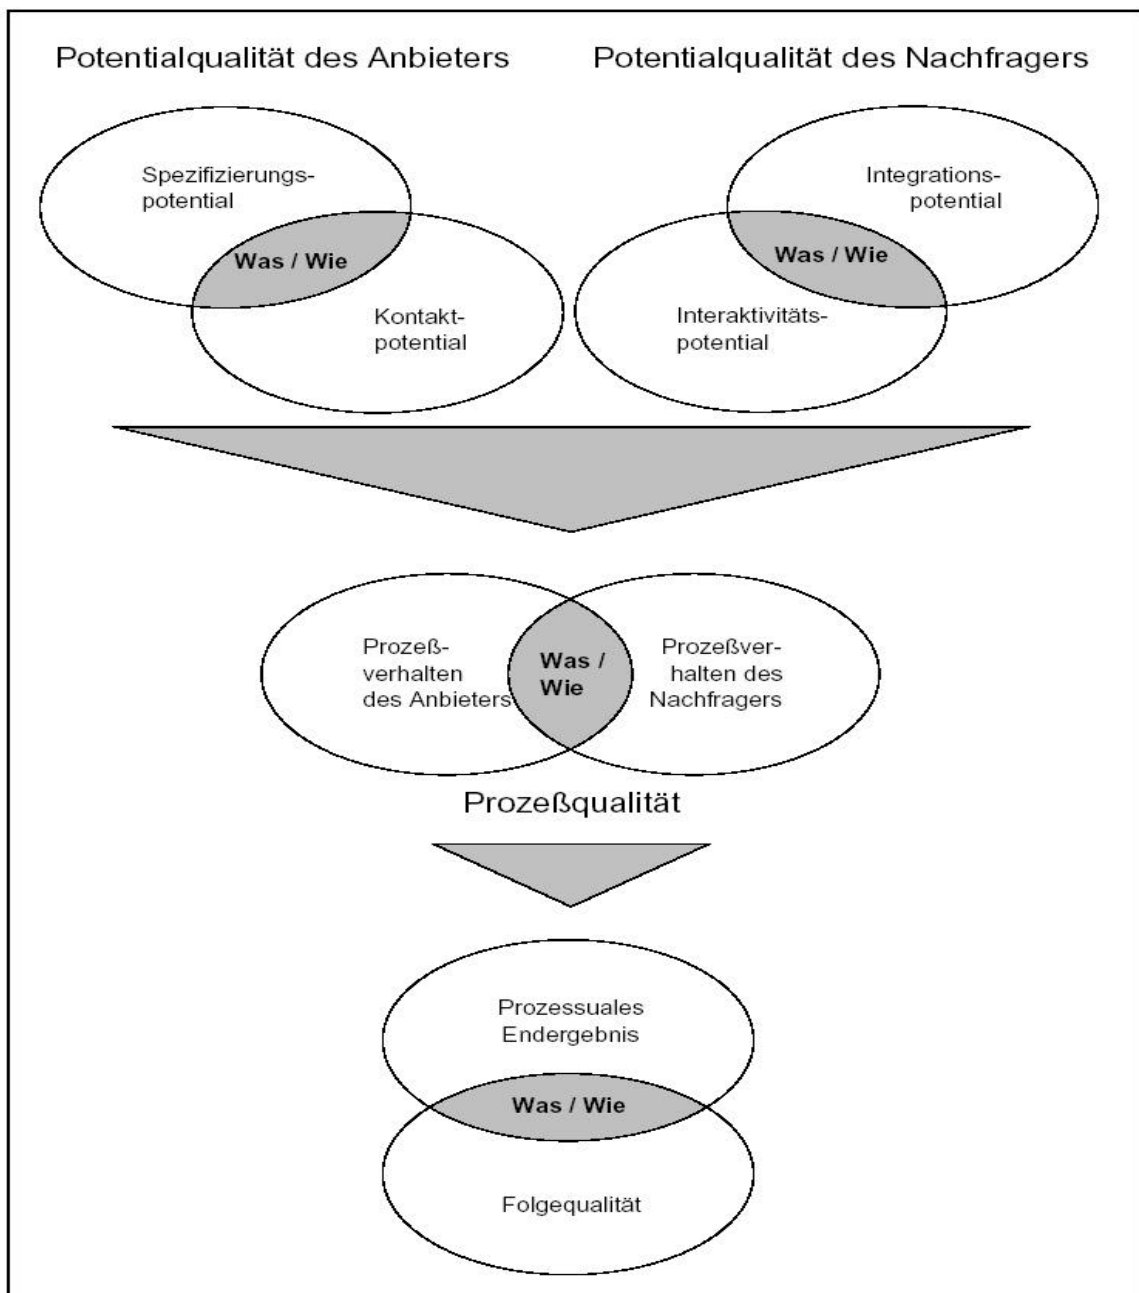 Potentialqualität des Anbieters
Potentialqualität des Nachfragers
Spezifizierungs-
potential
Was / Wie
Kontakt-
potential
Integrations-
potential
Was / Wie
Interaktivitäts-
potential
Prozeß-
verhalten
des Anbieters
Was /
Wie
Prozeßver-
halten des
Nachfragers
Prozeßqualität
Prozessuales
Endergebnis
Was / Wie
Folgequalität